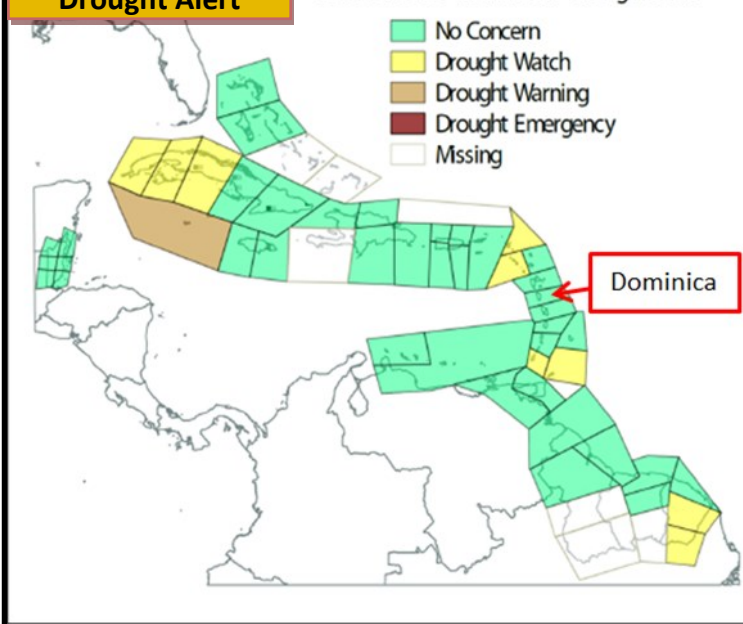 Drought Alert
No Concern
Drought Watch
Drought Warning
Drought Emergency
Missing
Dominica